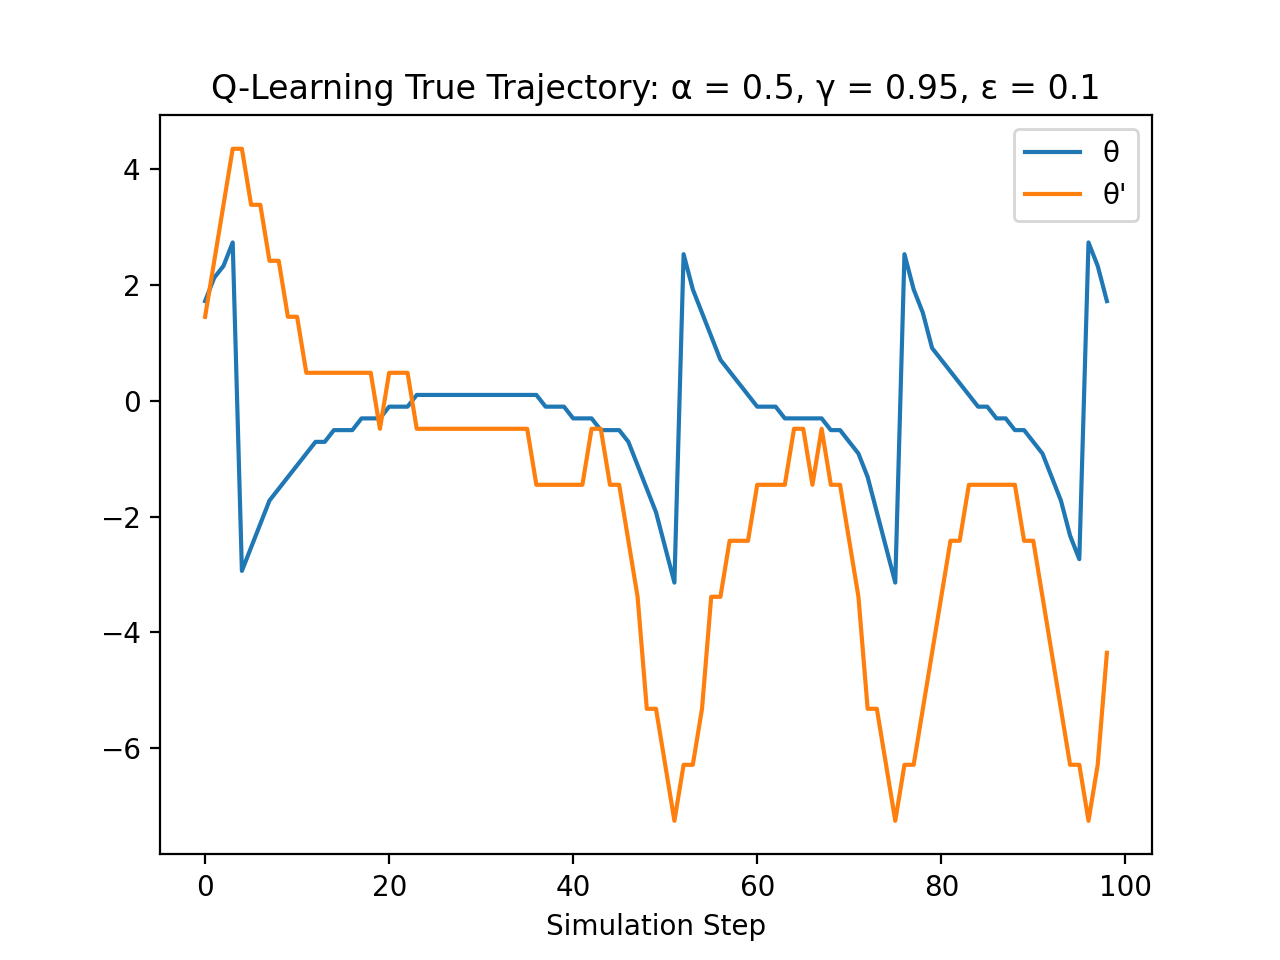 Q-Learning True Trajectory: α = 0.5, γ = 0.95, ε = 0.1
θ
θ'
4
2
0
−2
−4
−6
0 20 40 60 80 100
Simulation Step